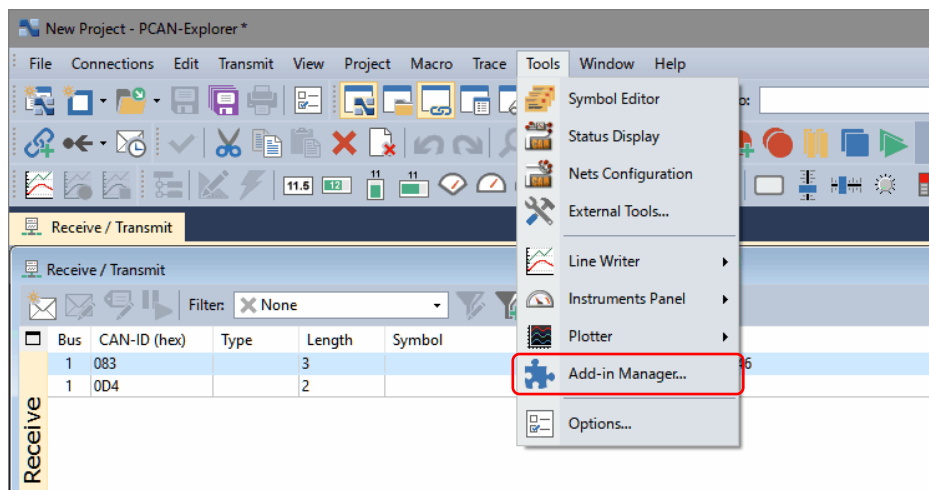 New Project - PCAN-Explorer *
File Connections Edit Transmit View Project Macro Trace Tools Window Help
Symbol Editor
Status Display
Nets Configuration
External Tools...
Line Writer
Instruments Panel
Plotter
Add-in Manager...
Options...
11.5 12 11 11
Receive / Transmit
Receive / Transmit
Filter: None
Bus CAN-ID (hex) Type Length Symbol
1 083 3
1 0D4 2
Receive